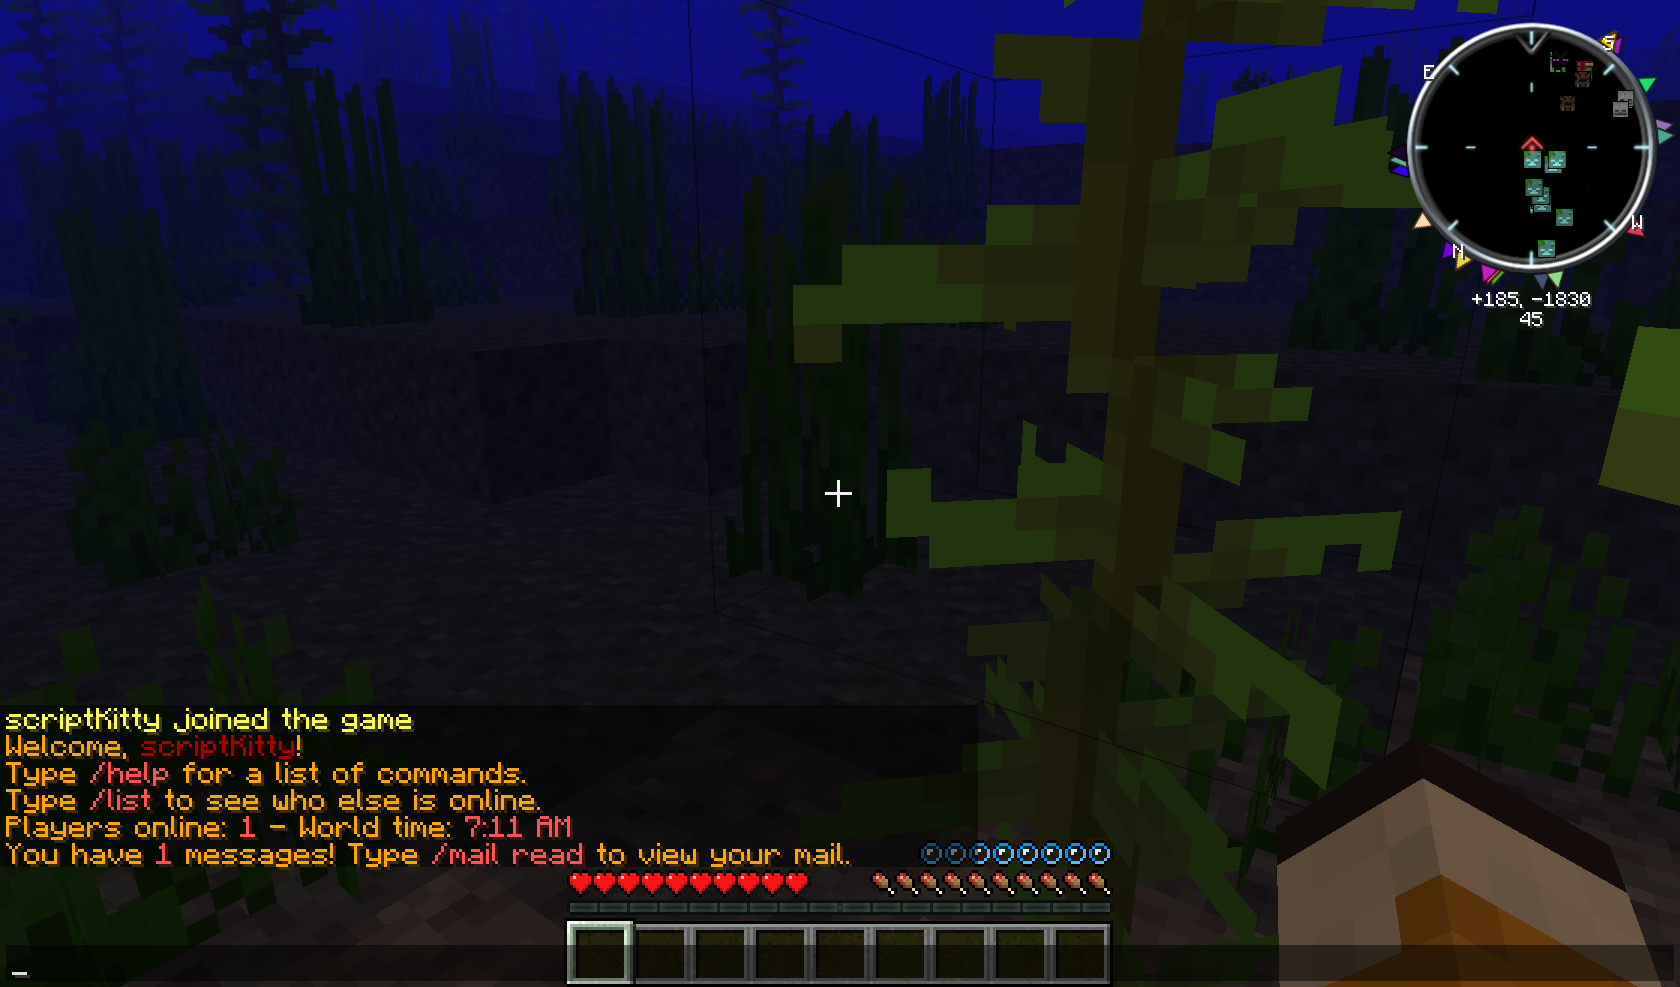 S
E
W
N
+185, -1830
45
scriptKitty joined the game
Welcome, scriptKitty!
Type /help for a list of commands.
Type /list to see who else is online.
Players online: 1 - World time: 7:11 AM
You have 1 messages! Type /mail read to view your mail.
_